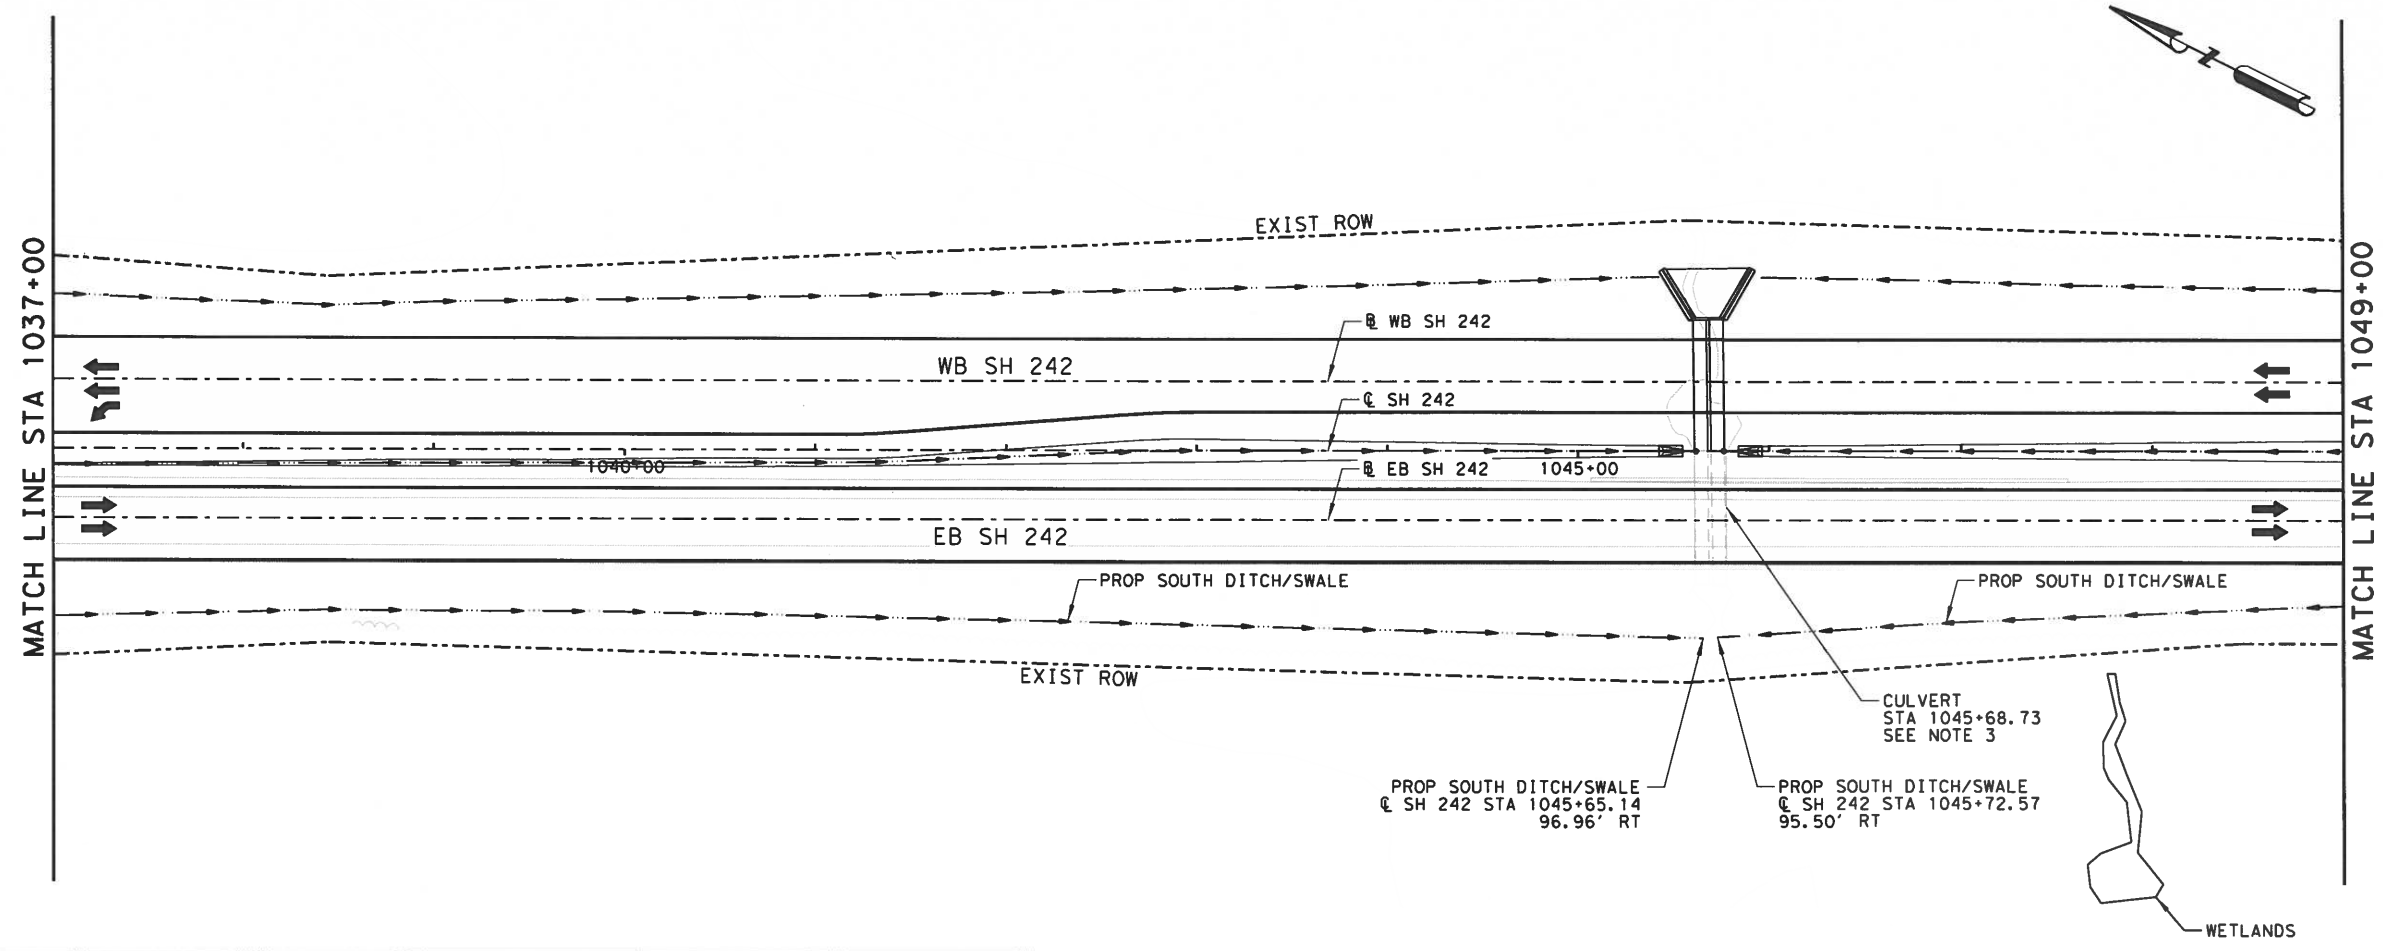 Z
EXIST ROW
MATCH LINE STA 1037+00
MATCH LINE STA 1049+00
℄ WB SH 242
WB SH 242
℄ SH 242
1040+00
℄ EB SH 242
1045+00
EB SH 242
PROP SOUTH DITCH/SWALE
PROP SOUTH DITCH/SWALE
EXIST ROW
CULVERT
STA 1045+68.73
SEE NOTE 3
PROP SOUTH DITCH/SWALE
℄ SH 242 STA 1045+65.14
96.96' RT
PROP SOUTH DITCH/SWALE
℄ SH 242 STA 1045+72.57
95.50' RT
WETLANDS